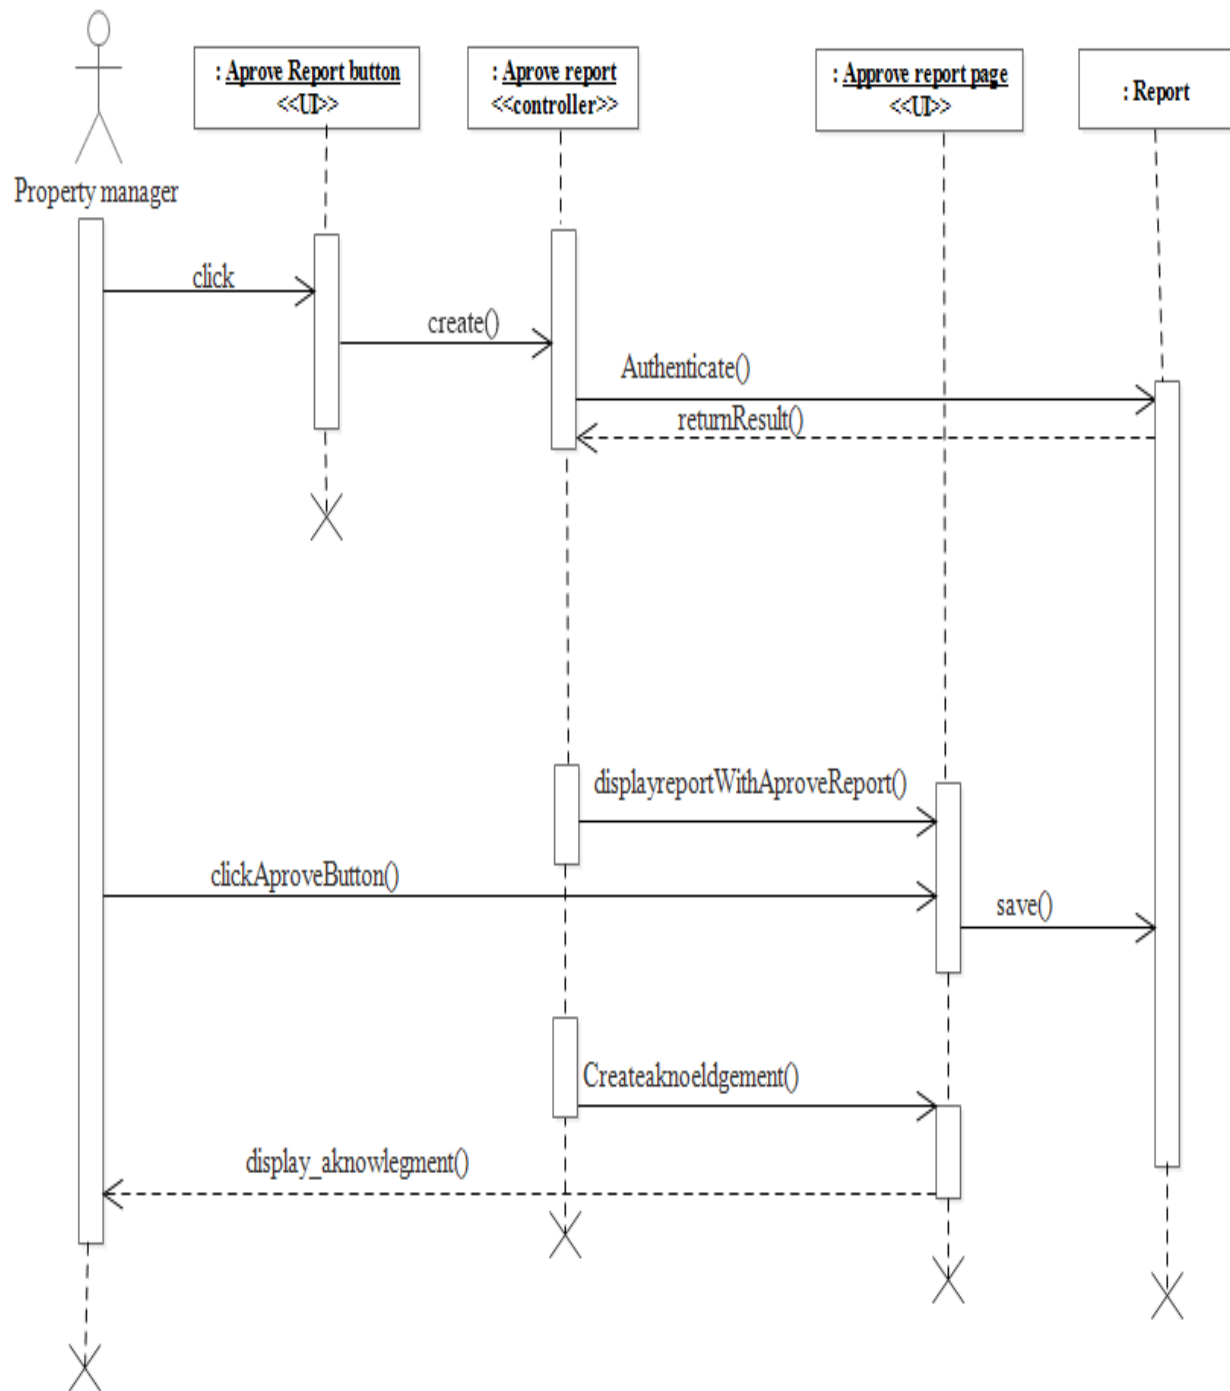 : Aprove Report button
<<UI>>
: Aprove report
<<controller>>
: Approve report page
<<UI>>
: Report
Property manager
click
create()
Authenticate()
returnResult()
displayreportWithAproveReport()
clickAproveButton()
save()
Createaknoeldgement()
display_aknowlegment()